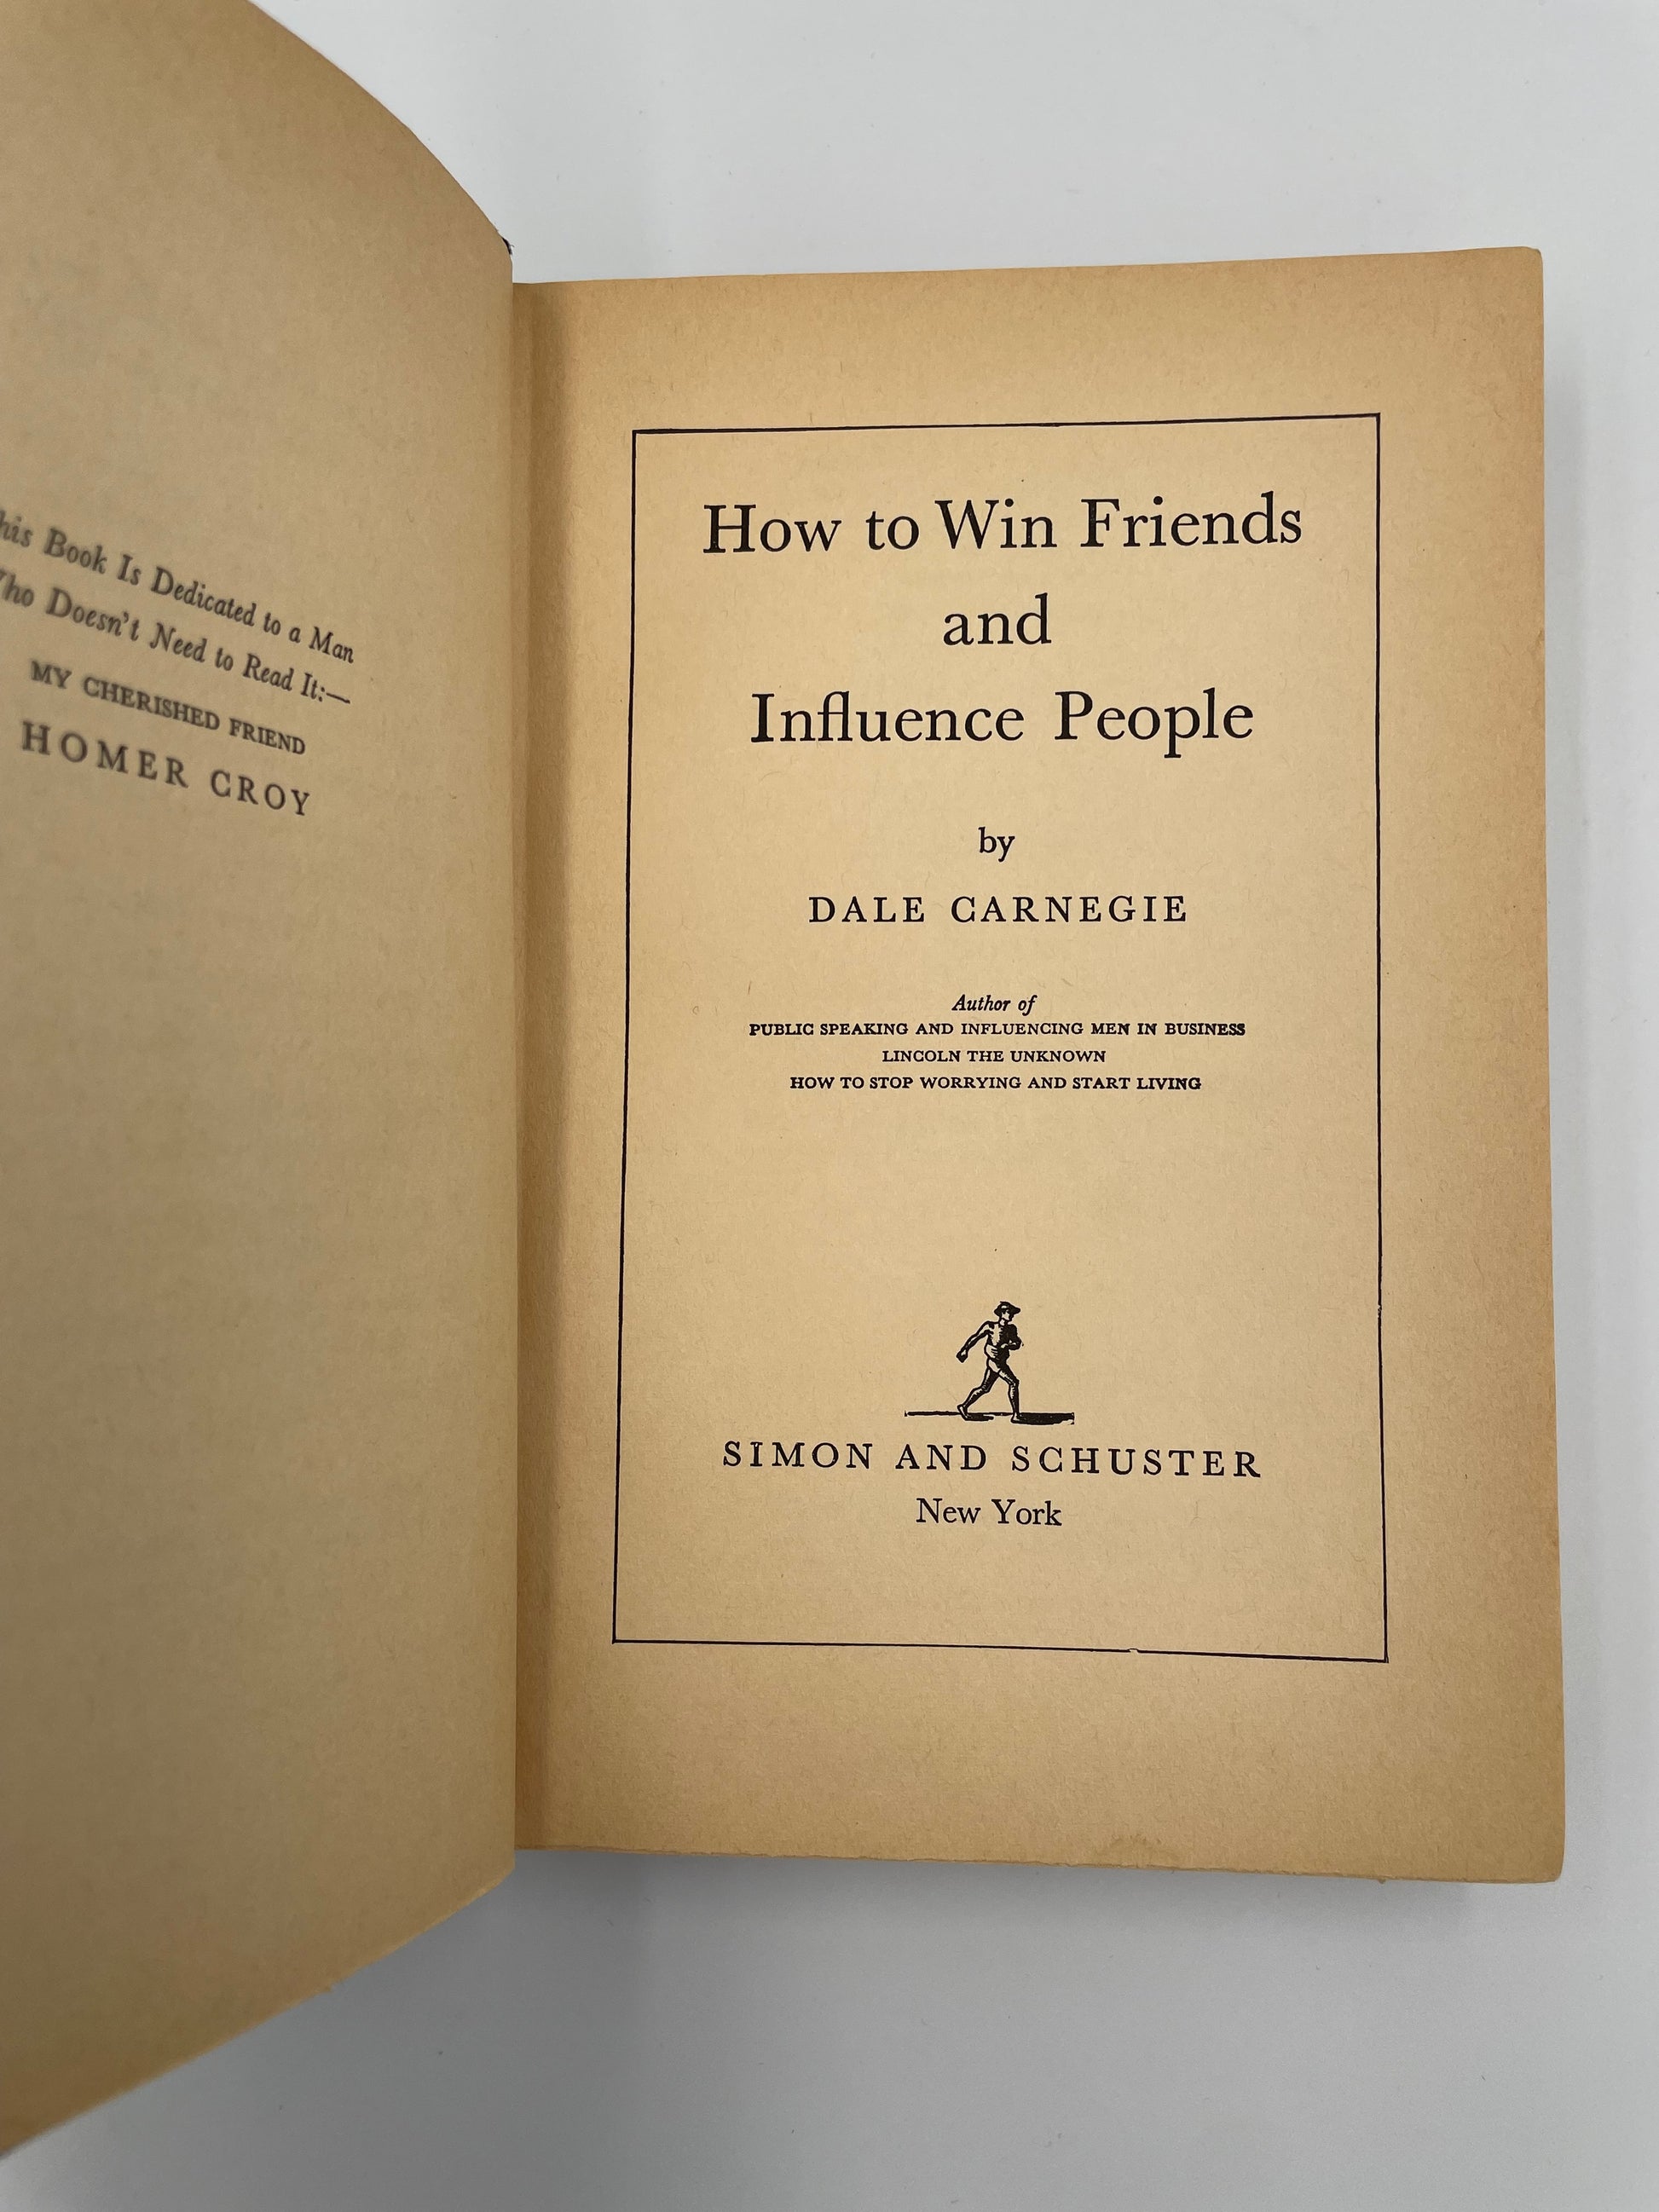 his Book Is Dedicated to a Man
ho Doesn't Need to Read It:—
MY CHERISHED FRIEND
HOMER CROY
How to Win Friends
and
Influence People
by
DALE CARNEGIE
Author of
PUBLIC SPEAKING AND INFLUENCING MEN IN BUSINESS
LINCOLN THE UNKNOWN
HOW TO STOP WORRYING AND START LIVING
SIMON AND SCHUSTER
New York